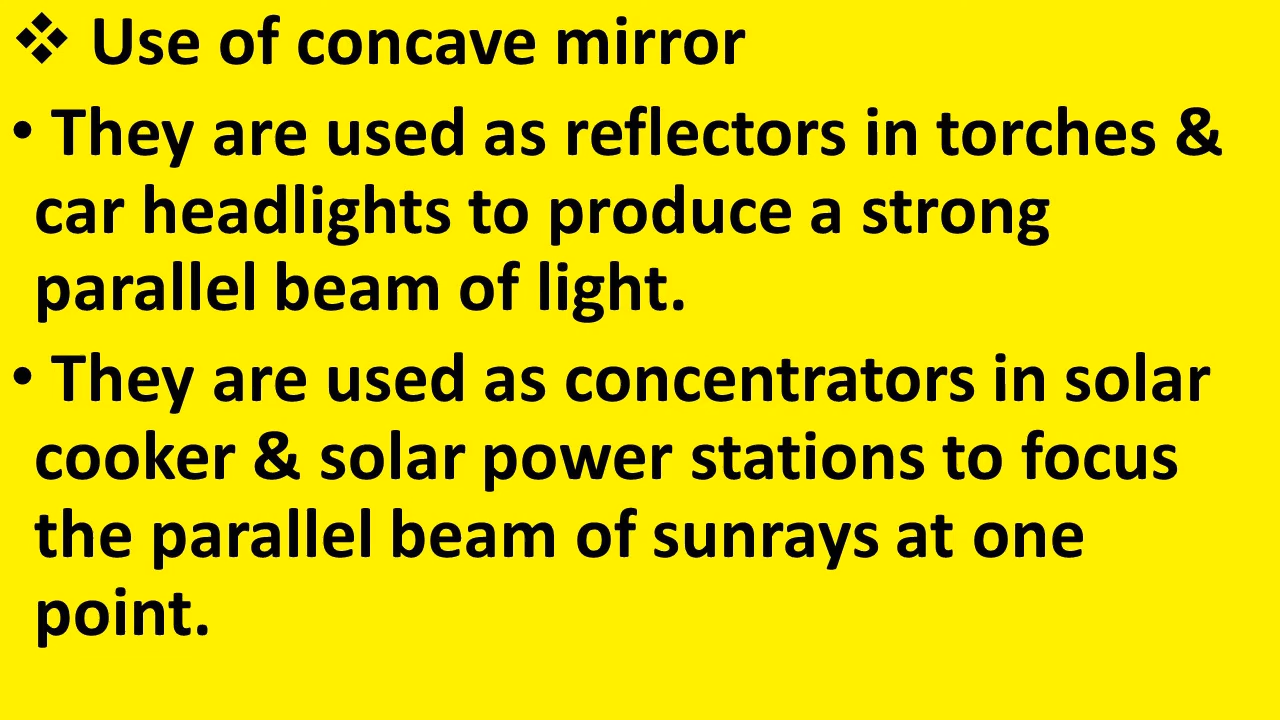 ❖ Use of concave mirror
• They are used as reflectors in torches &
car headlights to produce a strong
parallel beam of light.
• They are used as concentrators in solar
cooker & solar power stations to focus
the parallel beam of sunrays at one
point.